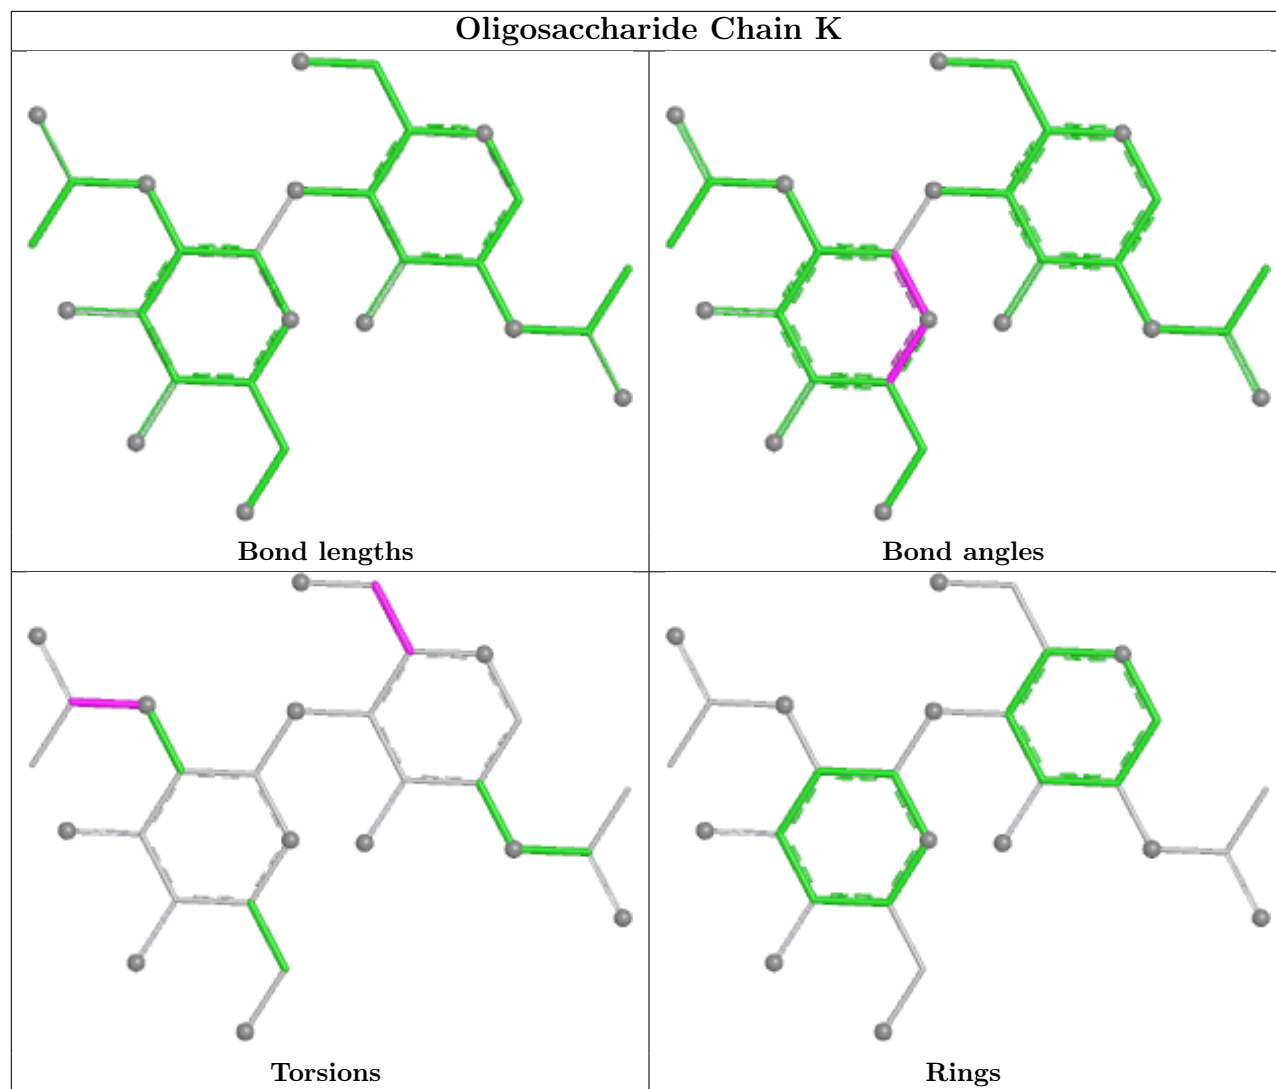 Oligosaccharide Chain K
Bond lengths
Bond angles
Torsions
Rings